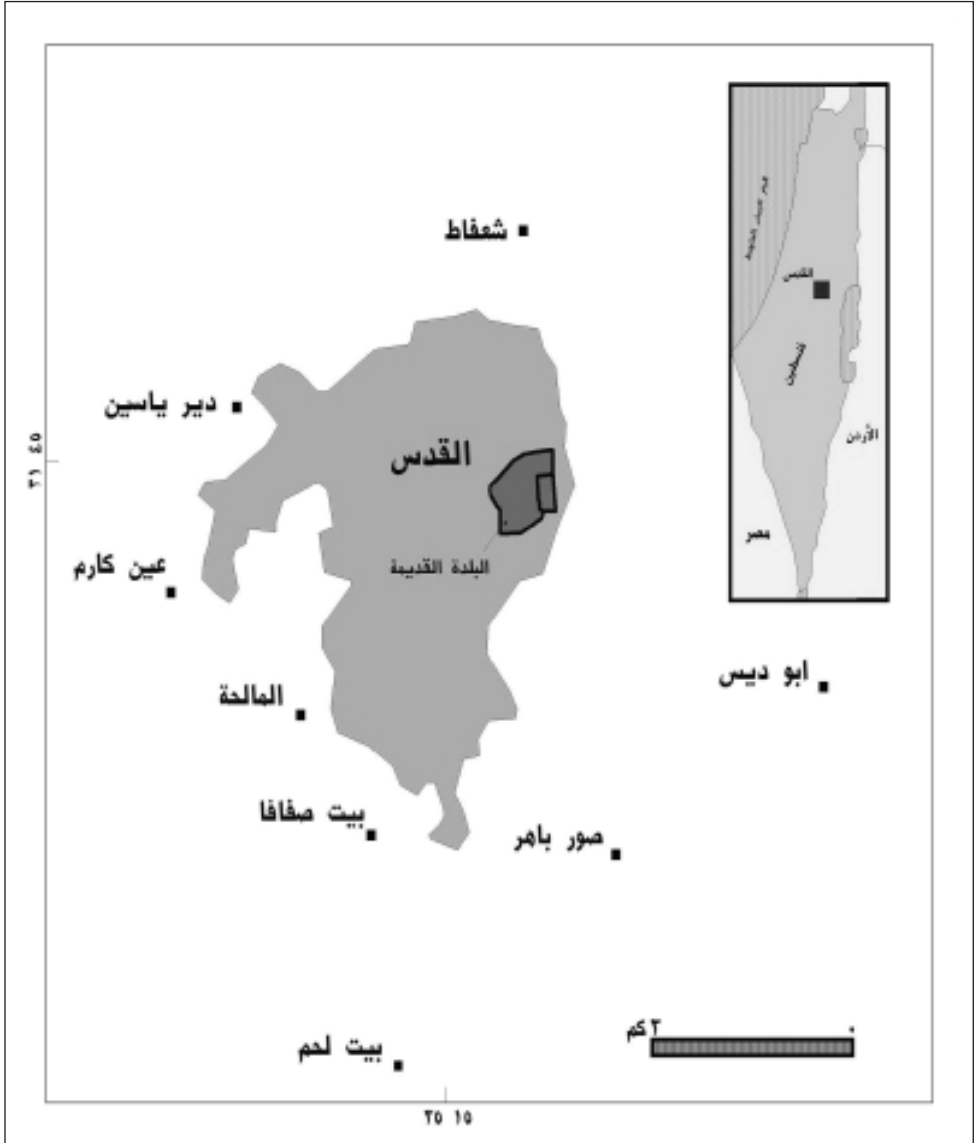 شعفاط
القدس
فلسطين
الأردن
مصر
دير ياسين
٣١ ٤٥
القدس
البلدة القديمة
عين كارم
ابو ديس
المالحة
بيت صفافا
صور باهر
بيت لحم
٠
٢ كم
٣٥ ١٥